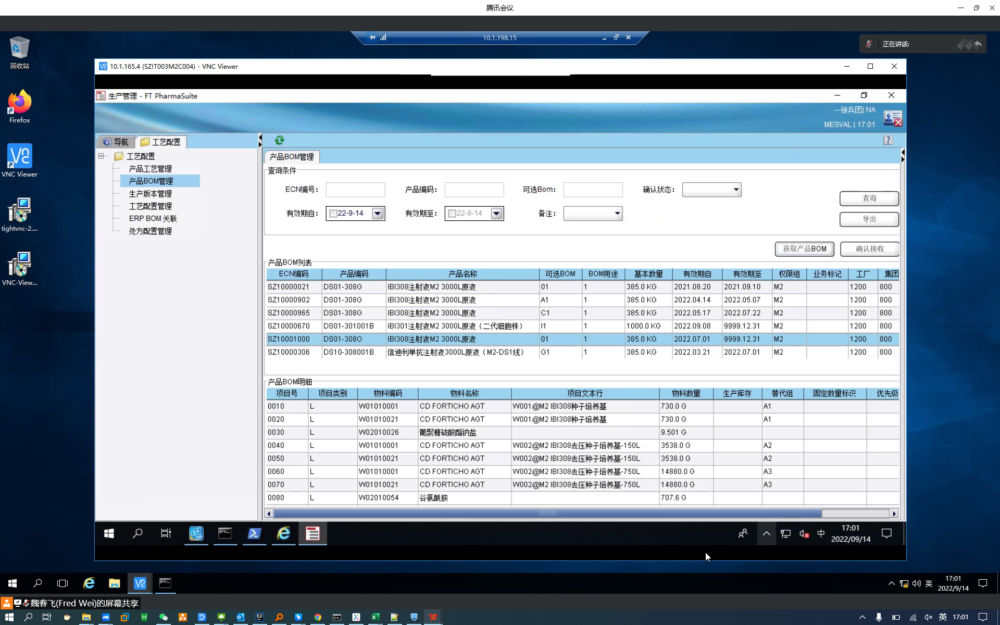 腾讯会议
10.1.198.15
正在讲话:
回收站
Firefox
VNC Viewer
tightvnc-2....
VNC-View...
10.1.165.4 (SZIT003M2C004) - VNC Viewer
生产管理 - FT PharmaSuite
一徐兵团| NA
MESVAL | 17:01
导航 工艺配置
工艺配置
产品工艺管理
产品BOM管理
生产版本管理
工艺配置管理
ERP BOM 关联
处方配置管理
产品BOM管理
查询条件
ECN编号: 产品编码: 可选Bom: 确认状态:
查询
有效期自: 22-9-14 有效期至: 22-9-14 备注:
导出
获取产品BOM 确认接收
产品BOM列表
ECN编码 产品编码 产品名称 可选BOM BOM用途 基本数量 有效期自 有效期至 权限组 业务标记 工厂 集团
SZ10000021 DS01-308G IBI308注射液M2 3000L原液 01 1 385.0 KG 2021.08.20 2021.09.10 M2 1200 800
SZ10000902 DS01-308G IBI308注射液M2 3000L原液 A1 1 385.0 KG 2022.04.14 2022.05.07 M2 1200 800
SZ10000965 DS01-308G IBI308注射液M2 3000L原液 C1 1 385.0 KG 2022.05.17 2022.07.22 M2 1200 800
SZ10000670 DS01-301001B IBI301注射液M2 3000L原液（二代细胞株） I1 1 1000.0 KG 2022.09.08 9999.12.31 M2 1200 800
SZ10001000 DS01-308O IBI308注射液M2 3000L原液 01 1 385.0 KG 2022.07.01 9999.12.31 M2 1200 800
SZ10000306 DS10-308001B 信迪利单抗注射液3000L原液（M2-DS1线） G1 1 385.0 KG 2022.03.21 2022.07.01 M2 1200 800
产品BOM明细
项目号 项目类别 物料编码 物料名称 项目文本行 物料数量 生产库存 替代组 固定数量标识 优先级
0010 L W01010001 CD FORTICHO AGT W001@M2 IBI308种子培养基 730.0 G A1
0020 L W01010021 CD FORTICHO AGT W001@M2 IBI308种子培养基 730.0 G A1
0030 L W02010026 葡聚糖硫酸酯钠盐 9.501 G
0040 L W01010001 CD FORTICHO AGT W002@M2 IBI308去压种子培养基-150L 3538.0 G A2
0050 L W01010021 CD FORTICHO AGT W002@M2 IBI308去压种子培养基-150L 3538.0 G A2
0060 L W01010001 CD FORTICHO AGT W002@M2 IBI308去压种子培养基-750L 14880.0 G A3
0070 L W01010021 CD FORTICHO AGT W002@M2 IBI308去压种子培养基-750L 14880.0 G A3
0080 L W02010054 谷氨酰胺 707.6 G
中 17:01
2022/09/14
英 17:01
2022/9/14
魏春飞(Fred Wei)的屏幕共享
英 17:01